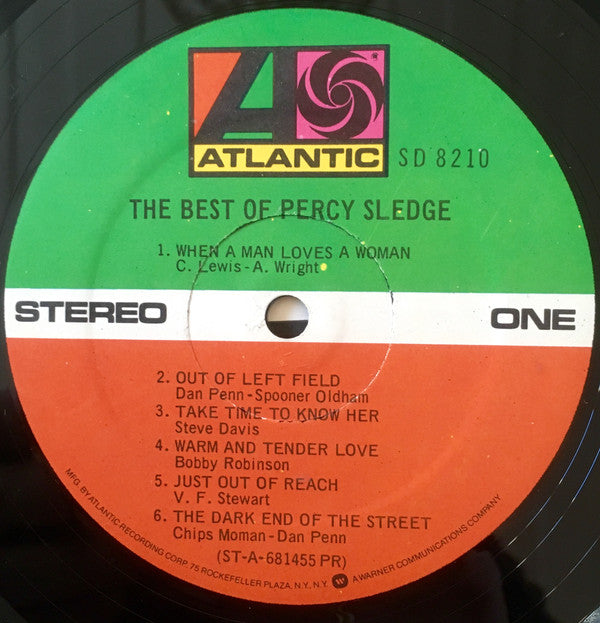 ATLANTIC
SD 8210
THE BEST OF PERCY SLEDGE
1. WHEN A MAN LOVES A WOMAN
C. Lewis-A. Wright
STEREO
ONE
2. OUT OF LEFT FIELD
Dan Penn-Spooner Oldham
3. TAKE TIME TO KNOW HER
Steve Davis
4. WARM AND TENDER LOVE
Bobby Robinson
5. JUST OUT OF REACH
V. F. Stewart
6. THE DARK END OF THE STREET
Chips Moman-Dan Penn
(ST-A-681455 PR)
MFG. BY ATLANTIC RECORDING CORP. 75 ROCKEFELLER PLAZA, N.Y., N.Y. W A WARNER COMMUNICATIONS COMPANY